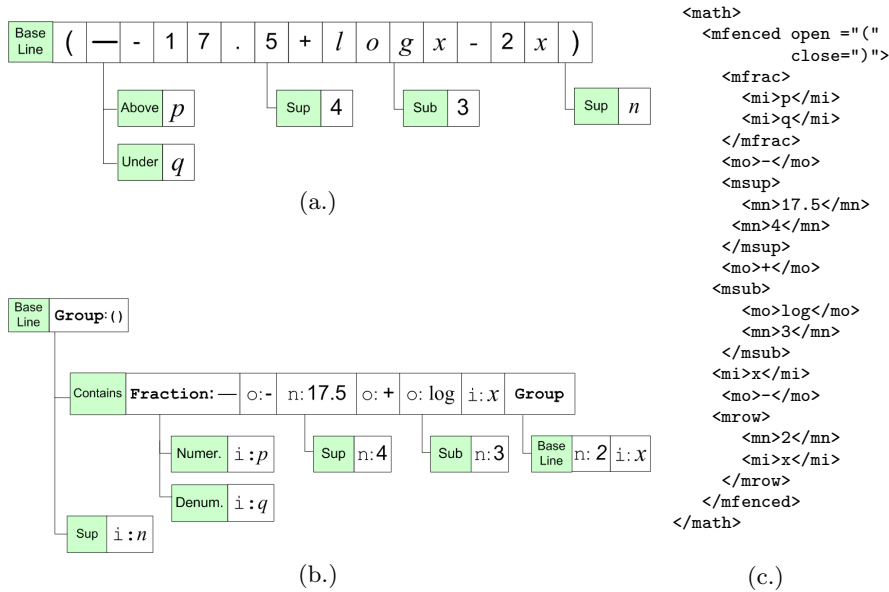 Base Line ( — - 1 7 . 5 + l o g x - 2 x )
Above p Sup 4 Sub 3 Sup n
Under q
(a.)
Base Line Group:()
Contains Fraction:— o:- n:17.5 o:+ o:log i:x Group
Numer. i:p Sup n:4 Sub n:3 Base Line n:2 i:x
Denum. i:q
Sup i:n
(b.)
<math>
<mfenced open ="("
close=")">
<mfrac>
<mi>p</mi>
<mi>q</mi>
</mfrac>
<mo>-</mo>
<msup>
<mn>17.5</mn>
<mn>4</mn>
</msup>
<mo>+</mo>
<msub>
<mo>log</mo>
<mn>3</mn>
</msub>
<mi>x</mi>
<mo>-</mo>
<mrow>
<mn>2</mn>
<mi>x</mi>
</mrow>
</mfenced>
</math>
(c.)